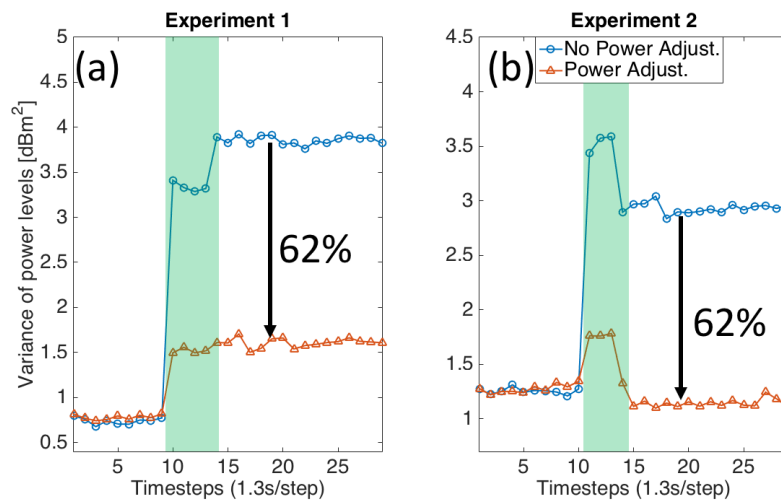 Experiment 1
(a)
Variance of power levels [dBm²]
5
4.5
4
3.5
3
2.5
2
1.5
1
0.5
62%
5 10 15 20 25
Timesteps (1.3s/step)
Experiment 2
(b)
No Power Adjust.
Power Adjust.
4.5
4
3.5
3
2.5
2
1.5
1
62%
5 10 15 20 25
Timesteps (1.3s/step)